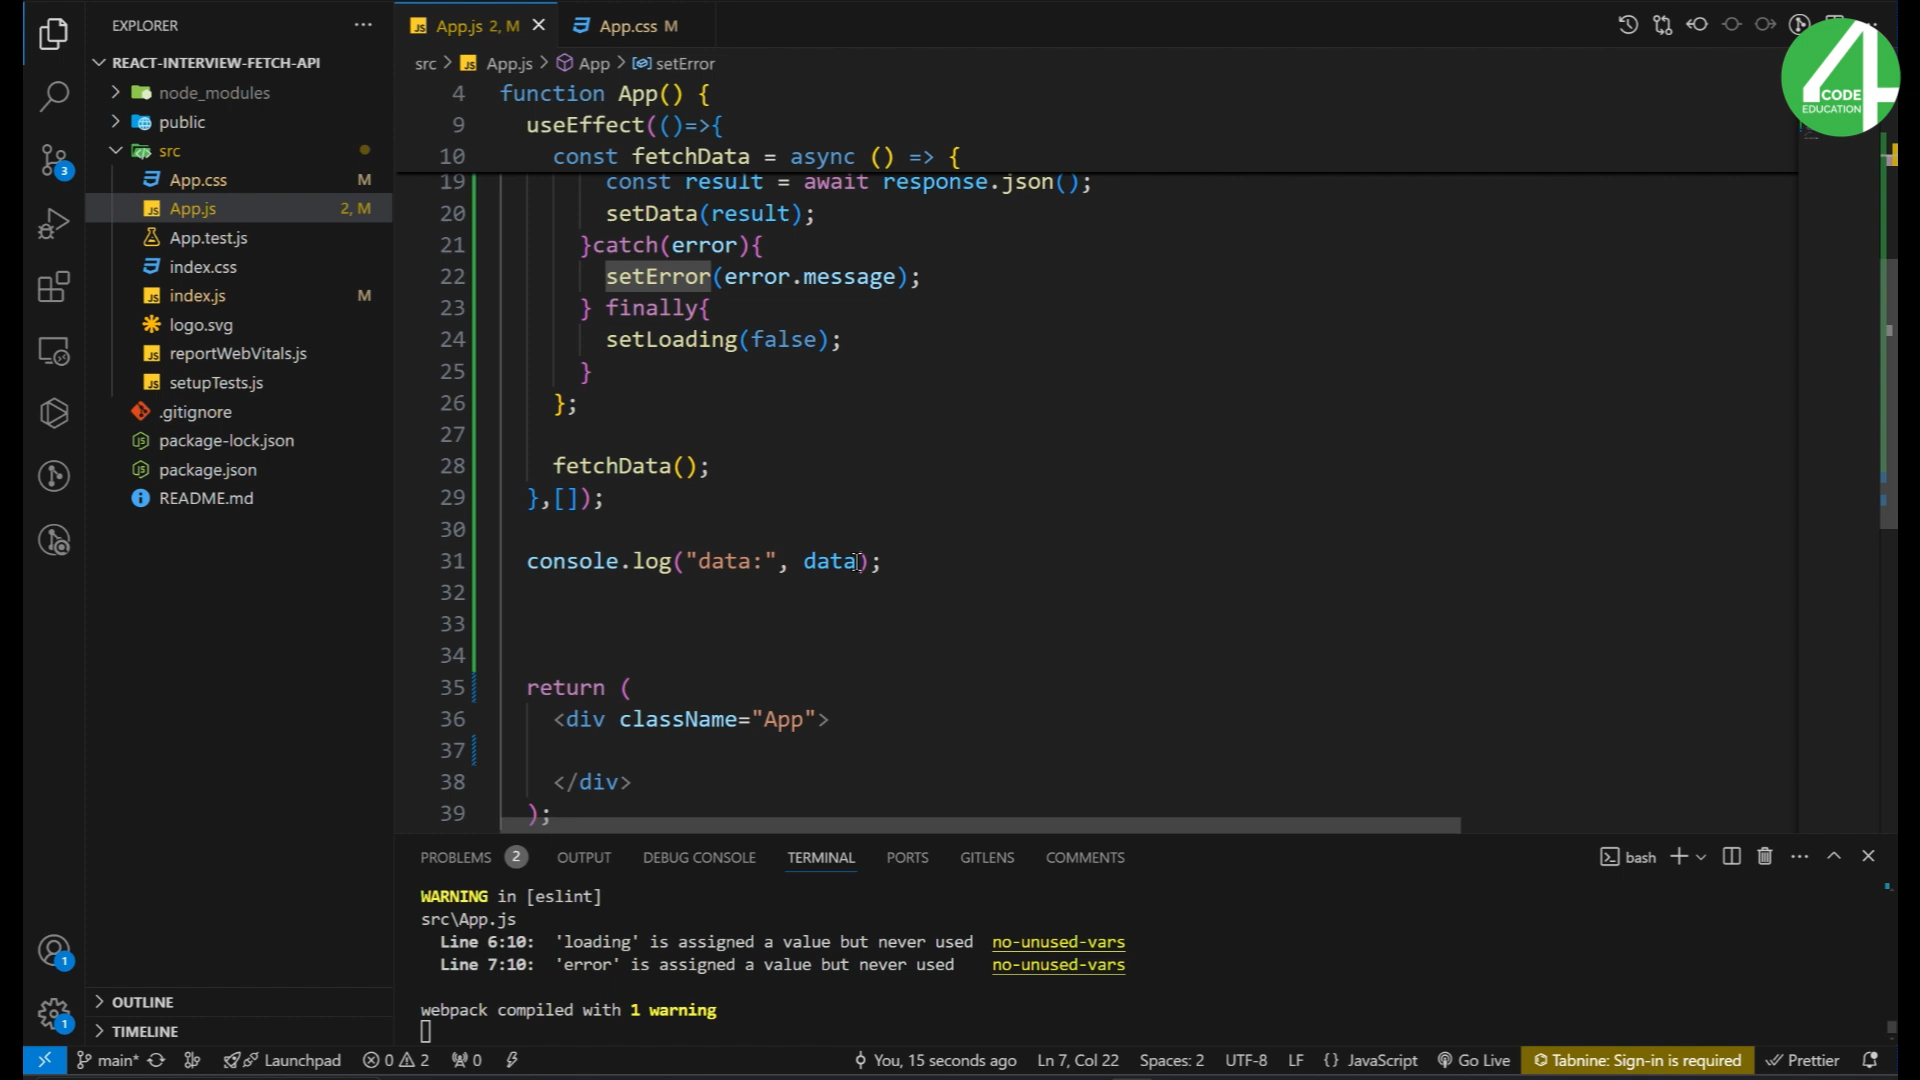 EXPLORER
REACT-INTERVIEW-FETCH-API
node_modules
public
src
App.css M
App.js 2, M
App.test.js
index.css
index.js M
logo.svg
reportWebVitals.js
setupTests.js
.gitignore
package-lock.json
package.json
README.md
OUTLINE
TIMELINE
3
1
1
App.js 2, M
App.css M
4
CODE
EDUCATION
src > App.js > App > setError
4 function App() {
9 useEffect(()=>{
10 const fetchData = async () => {
19 const result = await response.json();
20 setData(result);
21 }catch(error){
22 setError(error.message);
23 } finally{
24 setLoading(false);
25 }
26 };
27
28 fetchData();
29 },[]);
30
31 console.log("data:", data);
32
33
34
35 return (
36 <div className="App">
37
38 </div>
39 );
PROBLEMS 2 OUTPUT DEBUG CONSOLE TERMINAL PORTS GITLENS COMMENTS bash
WARNING in [eslint]
src\App.js
Line 6:10: 'loading' is assigned a value but never used no-unused-vars
Line 7:10: 'error' is assigned a value but never used no-unused-vars
webpack compiled with 1 warning
main* Launchpad 0 2 0 You, 15 seconds ago Ln 7, Col 22 Spaces: 2 UTF-8 LF {} JavaScript Go Live Tabnine: Sign-in is required Prettier